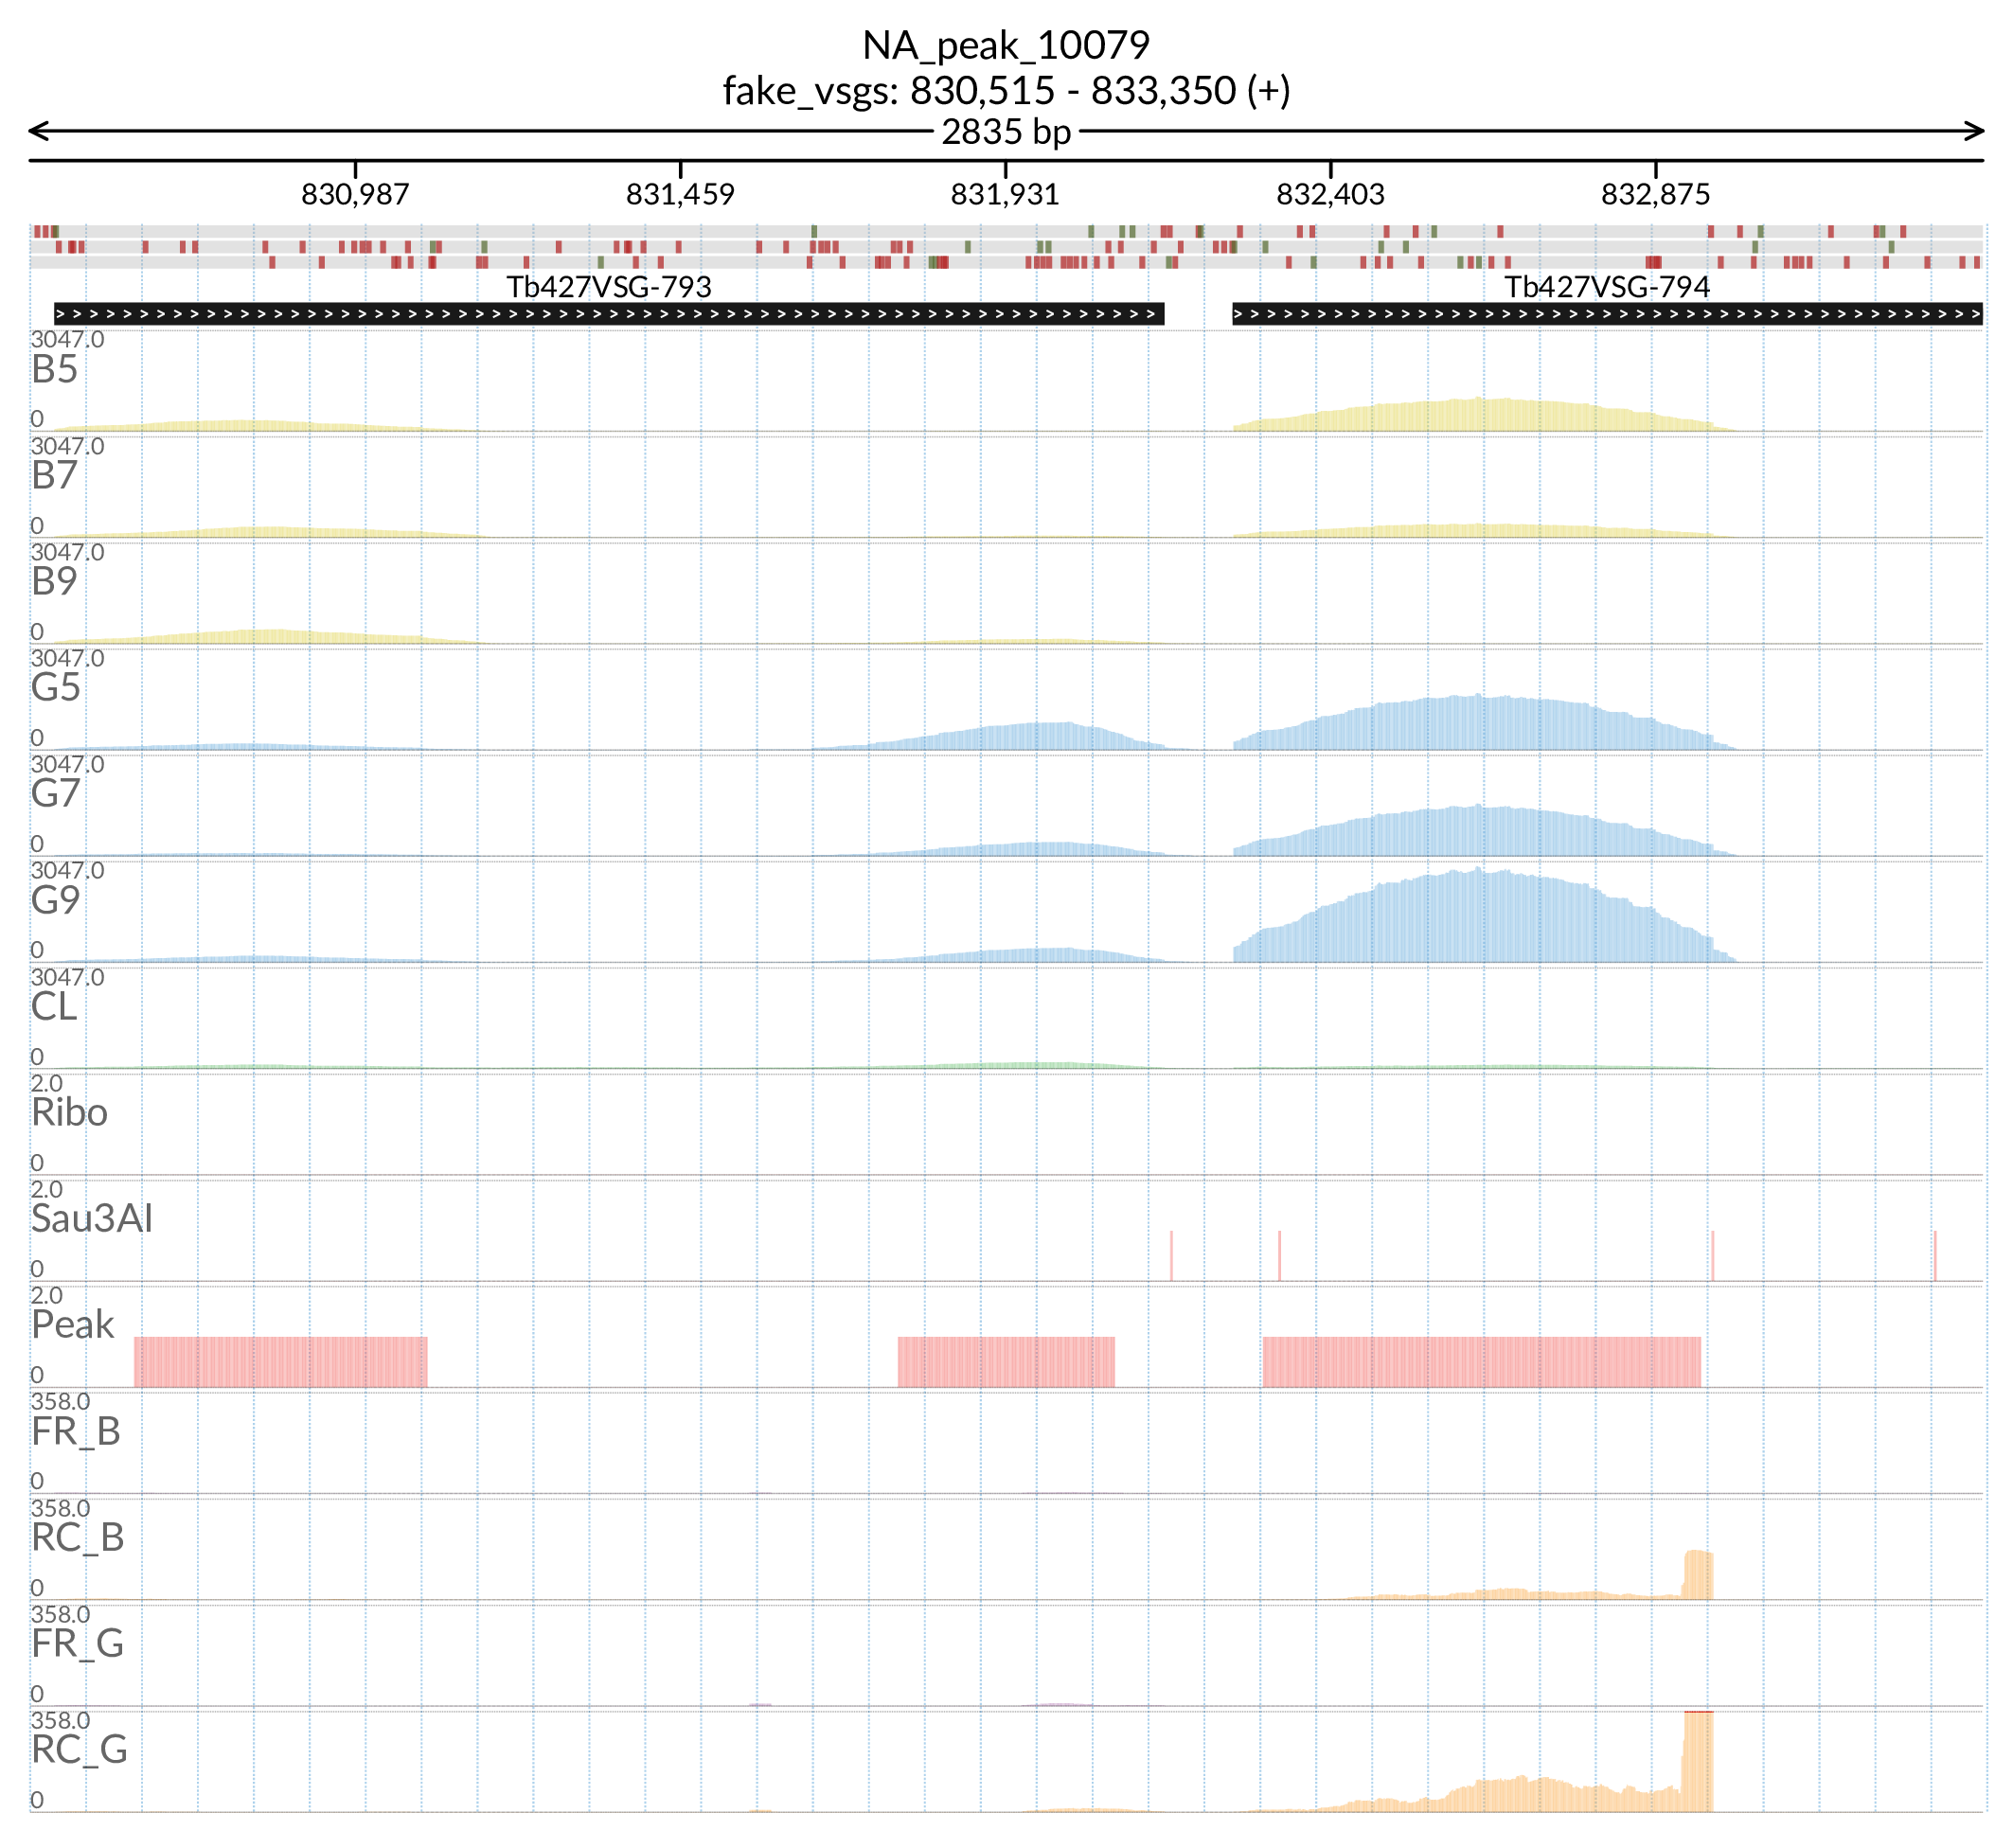 NA_peak_10079
fake_vsgs: 830,515 - 833,350 (+)
2835 bp
830,987 831,459 831,931 832,403 832,875
Tb427VSG-793 Tb427VSG-794
3047.0
B5
0
3047.0
B7
0
3047.0
B9
0
3047.0
G5
0
3047.0
G7
0
3047.0
G9
0
3047.0
CL
0
2.0
Ribo
0
2.0
Sau3AI
0
2.0
Peak
0
358.0
FR_B
0
358.0
RC_B
0
358.0
FR_G
0
358.0
RC_G
0